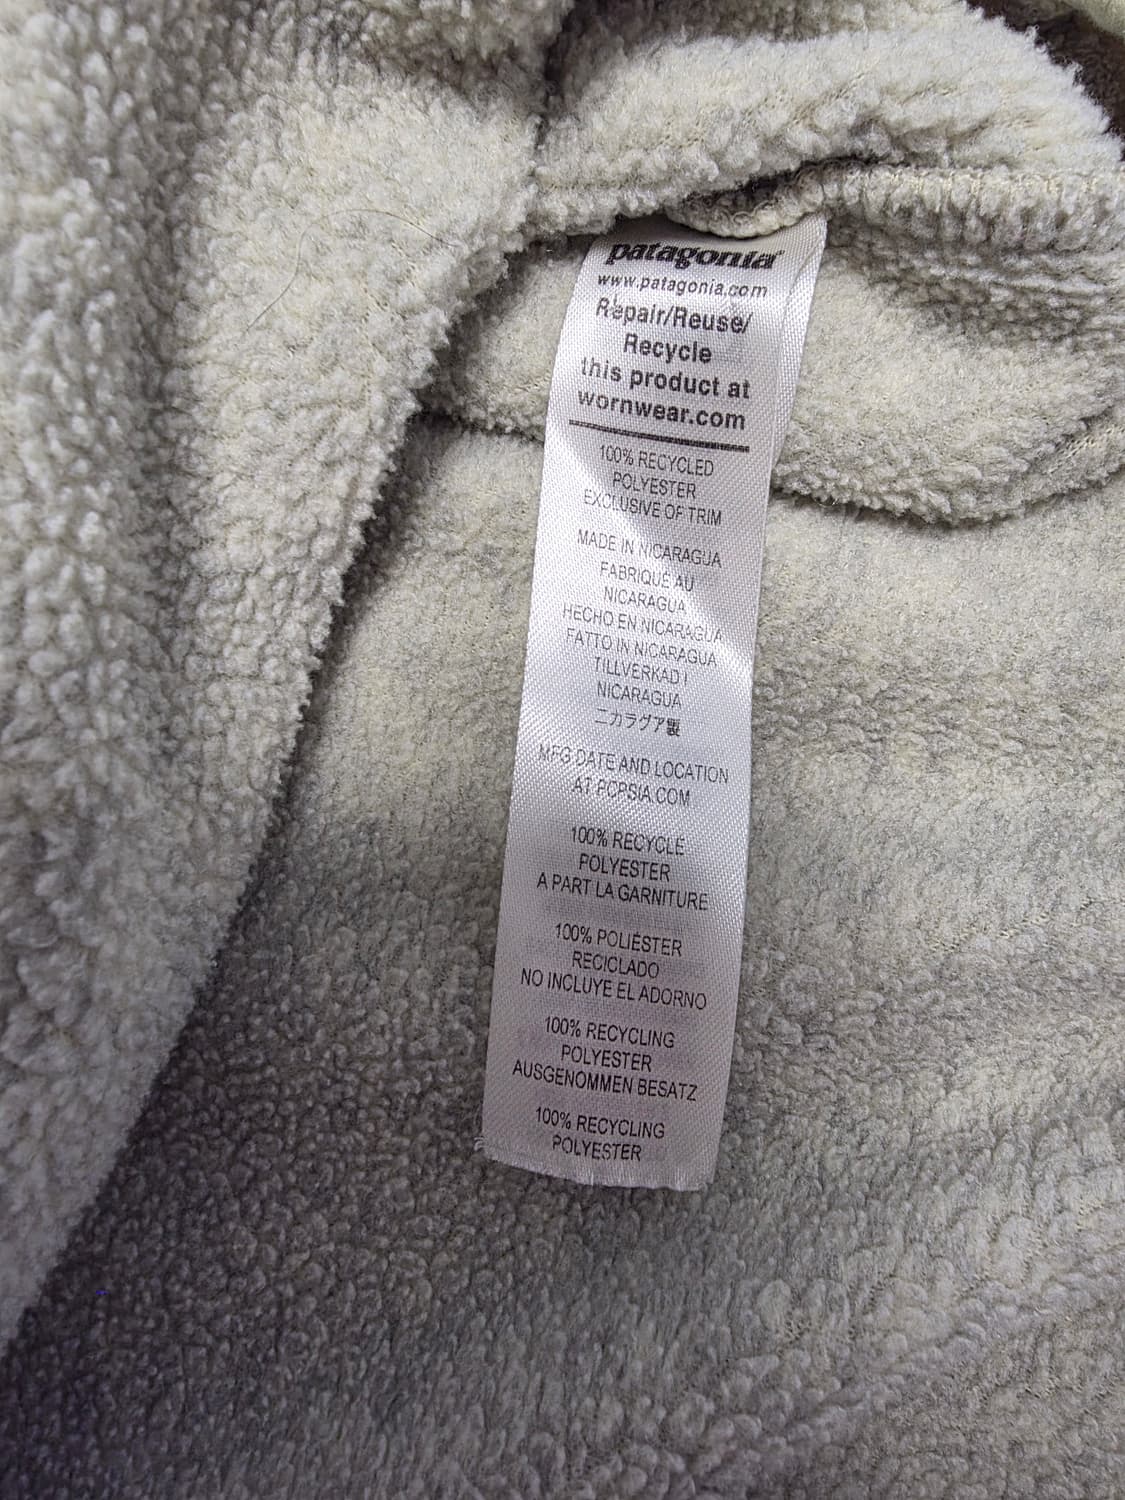 patagonia
www.patagonia.com
Repair/Reuse/
Recycle
this product at
wornwear.com
100% RECYCLED
POLYESTER
EXCLUSIVE OF TRIM
MADE IN NICARAGUA
FABRIQUÉ AU
NICARAGUA
HECHO EN NICARAGUA
FATTO IN NICARAGUA
TILLVERKAD I
NICARAGUA
ニカラグア製
MFG DATE AND LOCATION
AT PCPSIA.COM
100% RECYCLÉ
POLYESTER
A PART LA GARNITURE
100% POLIÉSTER
RECICLADO
NO INCLUYE EL ADORNO
100% RECYCLING
POLYESTER
AUSGENOMMEN BESATZ
100% RECYCLING
POLYESTER